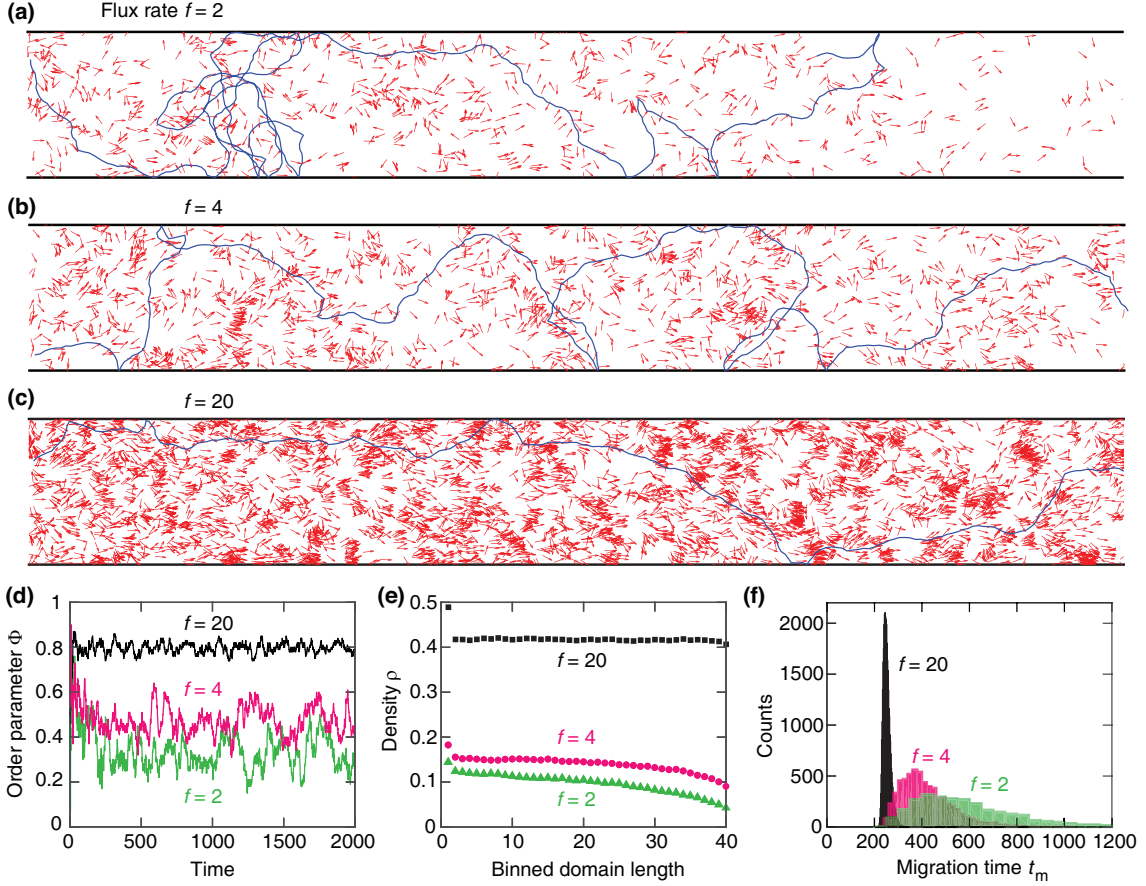 (a) Flux rate f = 2
(b) f = 4
(c) f = 20
(d)
1
0.8
0.6
0.4
0.2
0
Order parameter Φ
f = 20
f = 4
f = 2
0 500 1000 1500 2000
Time
(e)
0.5
0.4
0.3
0.2
0.1
0
Density ρ
f = 20
f = 4
f = 2
0 10 20 30 40
Binned domain length
(f)
2000
1500
1000
500
0
Counts
f = 20
f = 4
f = 2
0 200 400 600 800 1000 1200
Migration time tm